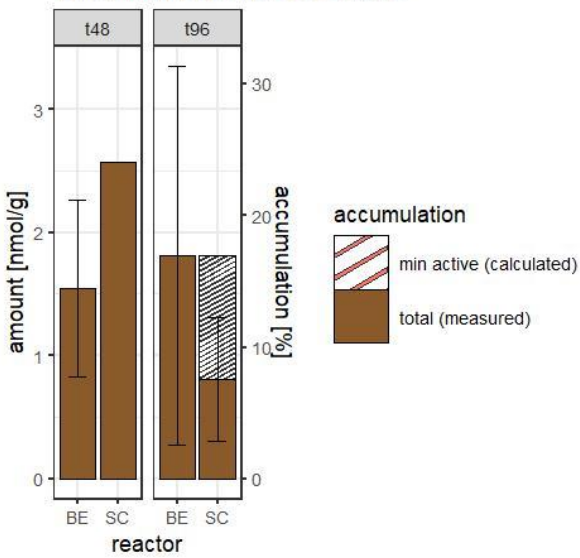 t48
t96
3
2
1
0
amount [nmol/g]
30
20
10
0
accumulation [%]
BE
SC
BE
SC
reactor
accumulation
min active (calculated)
total (measured)